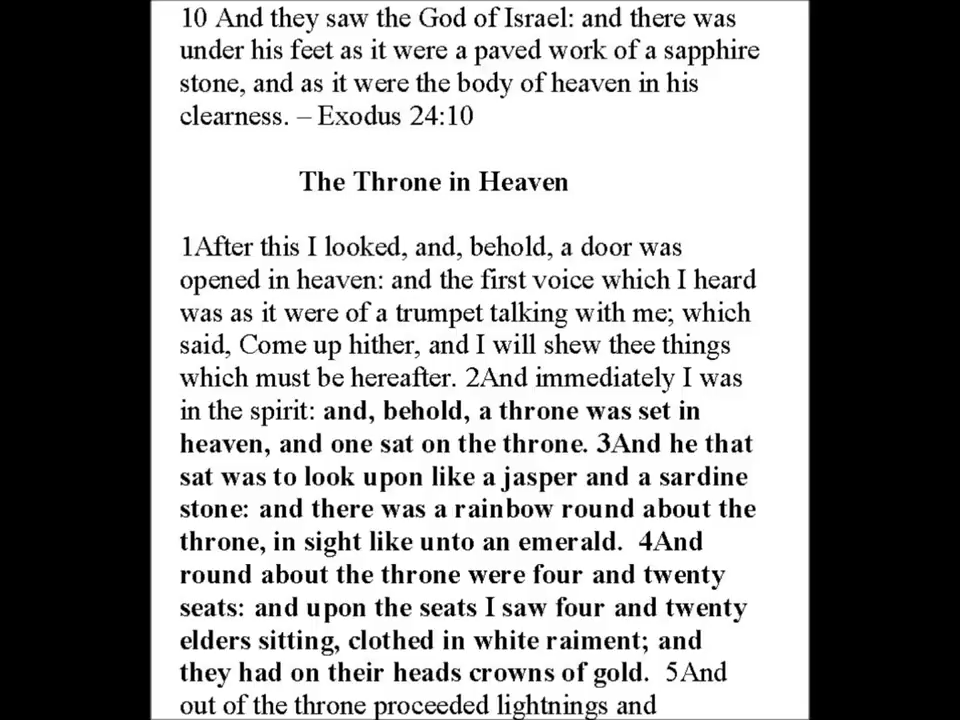 10 And they saw the God of Israel: and there was
under his feet as it were a paved work of a sapphire
stone, and as it were the body of heaven in his
clearness. – Exodus 24:10
The Throne in Heaven
1After this I looked, and, behold, a door was
opened in heaven: and the first voice which I heard
was as it were of a trumpet talking with me; which
said, Come up hither, and I will shew thee things
which must be hereafter. 2And immediately I was
in the spirit: and, behold, a throne was set in
heaven, and one sat on the throne. 3And he that
sat was to look upon like a jasper and a sardine
stone: and there was a rainbow round about the
throne, in sight like unto an emerald.  4And
round about the throne were four and twenty
seats: and upon the seats I saw four and twenty
elders sitting, clothed in white raiment; and
they had on their heads crowns of gold.  5And
out of the throne proceeded lightnings and